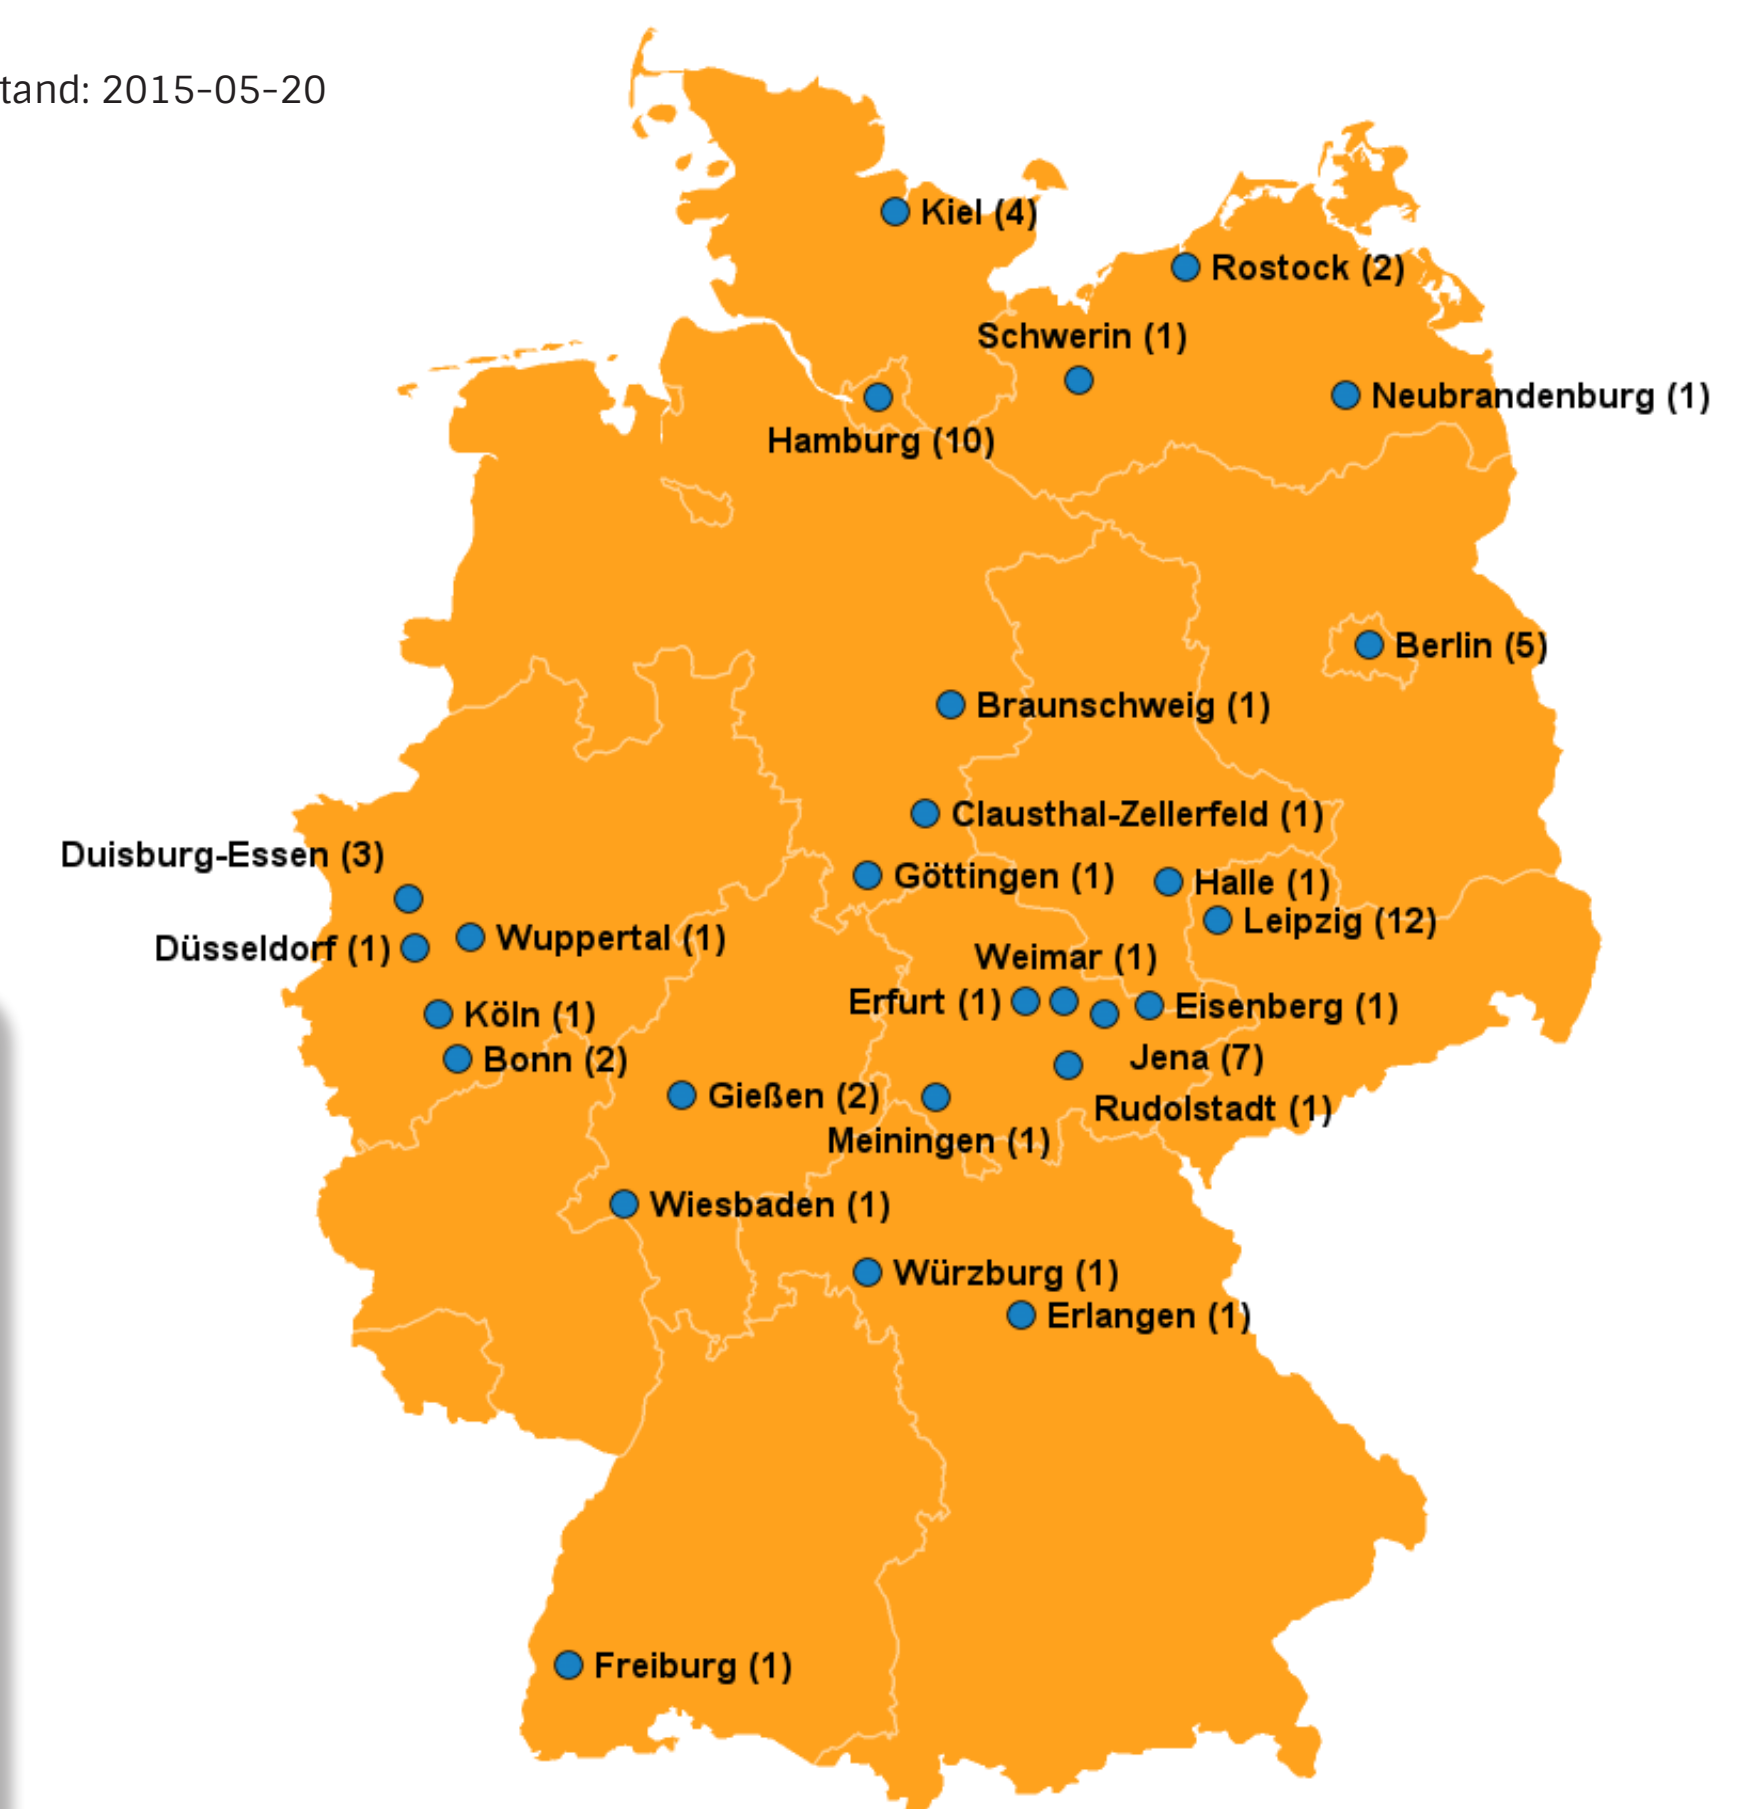 tand: 2015-05-20
Kiel (4)
Rostock (2)
Schwerin (1)
Neubrandenburg (1)
Hamburg (10)
Berlin (5)
Braunschweig (1)
Clausthal-Zellerfeld (1)
Duisburg-Essen (3)
Göttingen (1)
Halle (1)
Leipzig (12)
Wuppertal (1)
Düsseldorf (1)
Weimar (1)
Erfurt (1)
Eisenberg (1)
Köln (1)
Bonn (2)
Jena (7)
Gießen (2)
Rudolstadt (1)
Meiningen (1)
Wiesbaden (1)
Würzburg (1)
Erlangen (1)
Freiburg (1)